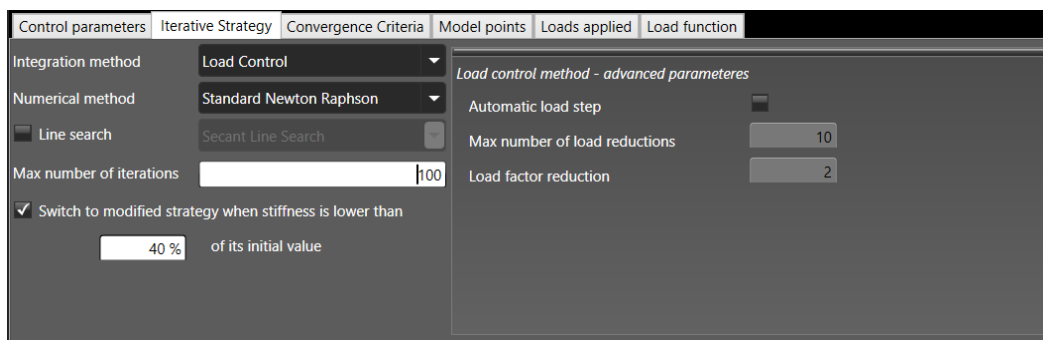 Control parameters Iterative Strategy Convergence Criteria Model points Loads applied Load function
Integration method Load Control
Numerical method Standard Newton Raphson
Line search Secant Line Search
Max number of iterations 100
Switch to modified strategy when stiffness is lower than
40 % of its initial value
Load control method - advanced parameteres
Automatic load step
Max number of load reductions 10
Load factor reduction 2